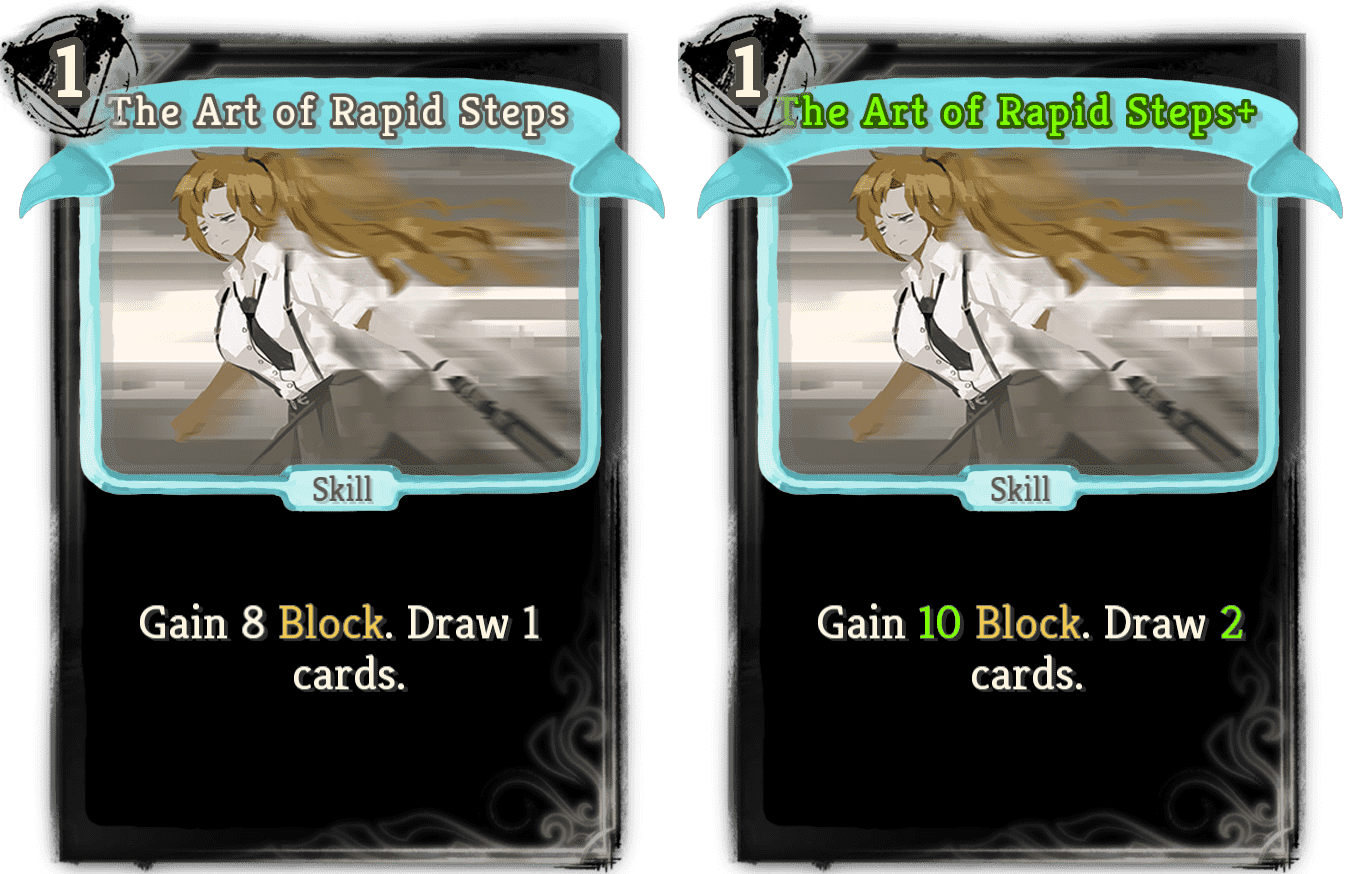 1
The Art of Rapid Steps
Skill
Gain 8 Block. Draw 1
cards.
1
The Art of Rapid Steps+
Skill
Gain 10 Block. Draw 2
cards.